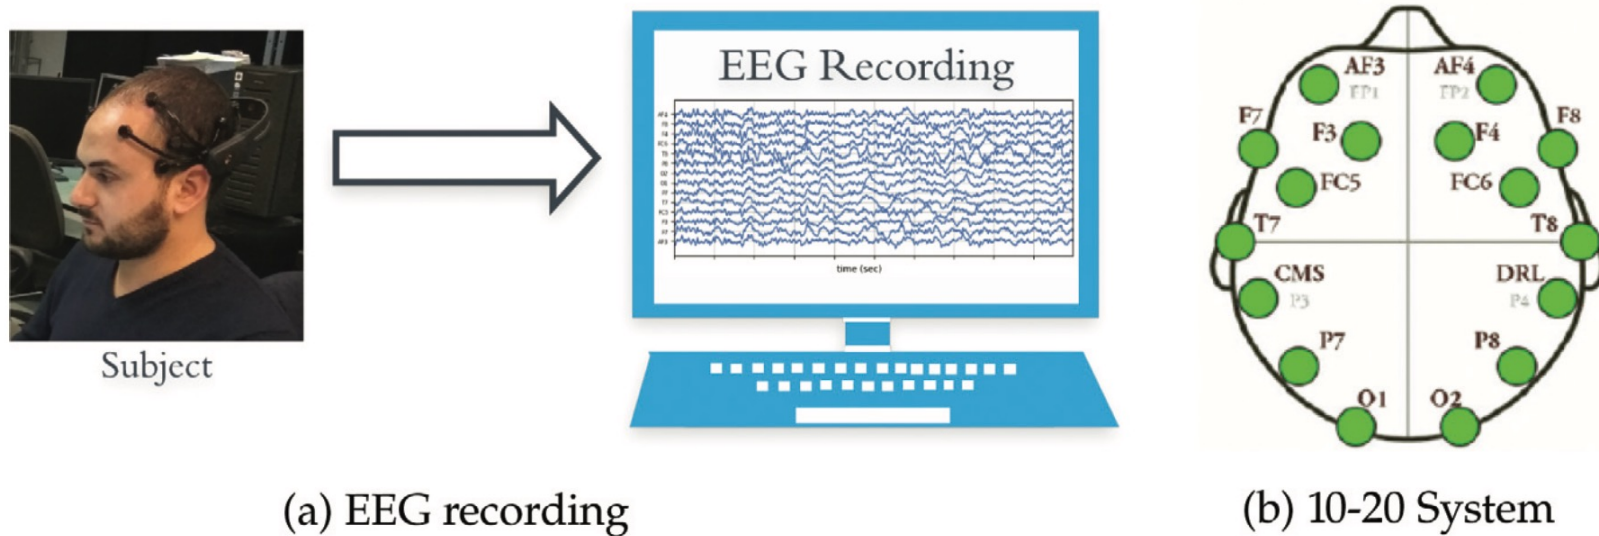 EEG Recording
time (sec)
Subject
AF3 AF4
FP1 FP2
F7 F8
F3 F4
FC5 FC6
T7 T8
CMS DRL
P3 P4
P7 P8
O1 O2
(a) EEG recording
(b) 10-20 System